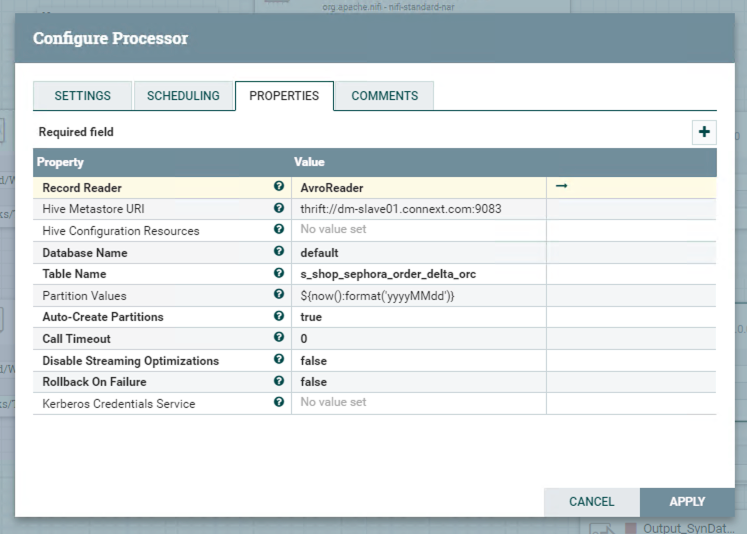 org.apache.nifi - nifi-standard-nar
Configure Processor
SETTINGS SCHEDULING PROPERTIES COMMENTS
Required field
Property Value
Record Reader AvroReader
Hive Metastore URI thrift://dm-slave01.connext.com:9083
Hive Configuration Resources No value set
Database Name default
Table Name s_shop_sephora_order_delta_orc
Partition Values ${now():format('yyyyMMdd')}
Auto-Create Partitions true
Call Timeout 0
Disable Streaming Optimizations false
Rollback On Failure false
Kerberos Credentials Service No value set
CANCEL APPLY
Output_SynDat...